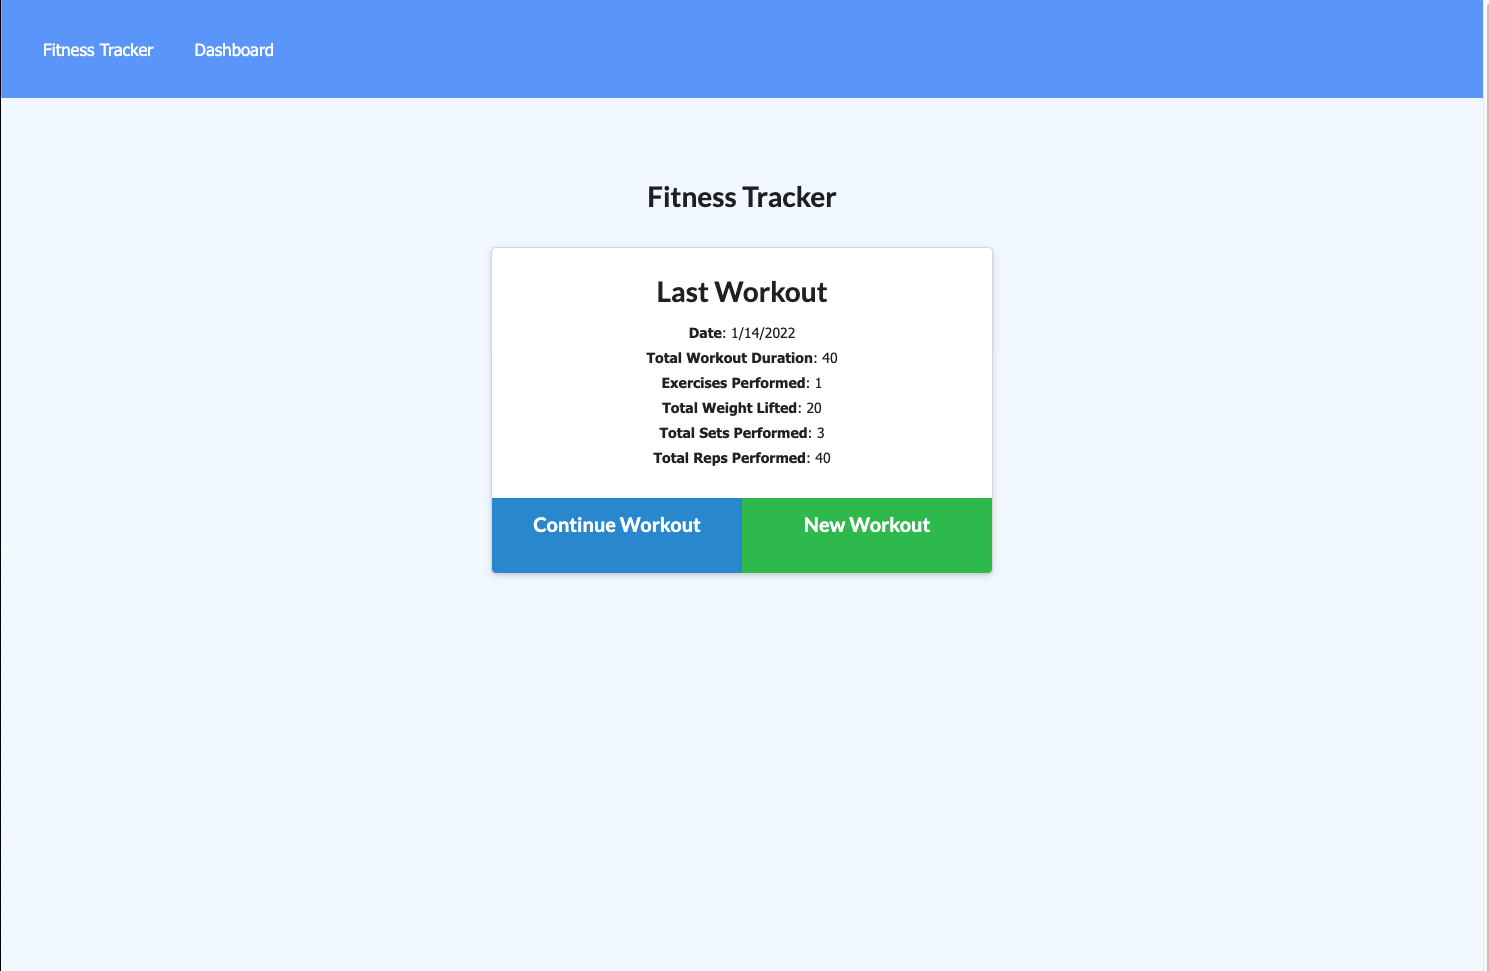 Fitness Tracker Dashboard
Fitness Tracker
Last Workout
Date: 1/14/2022
Total Workout Duration: 40
Exercises Performed: 1
Total Weight Lifted: 20
Total Sets Performed: 3
Total Reps Performed: 40
Continue Workout New Workout